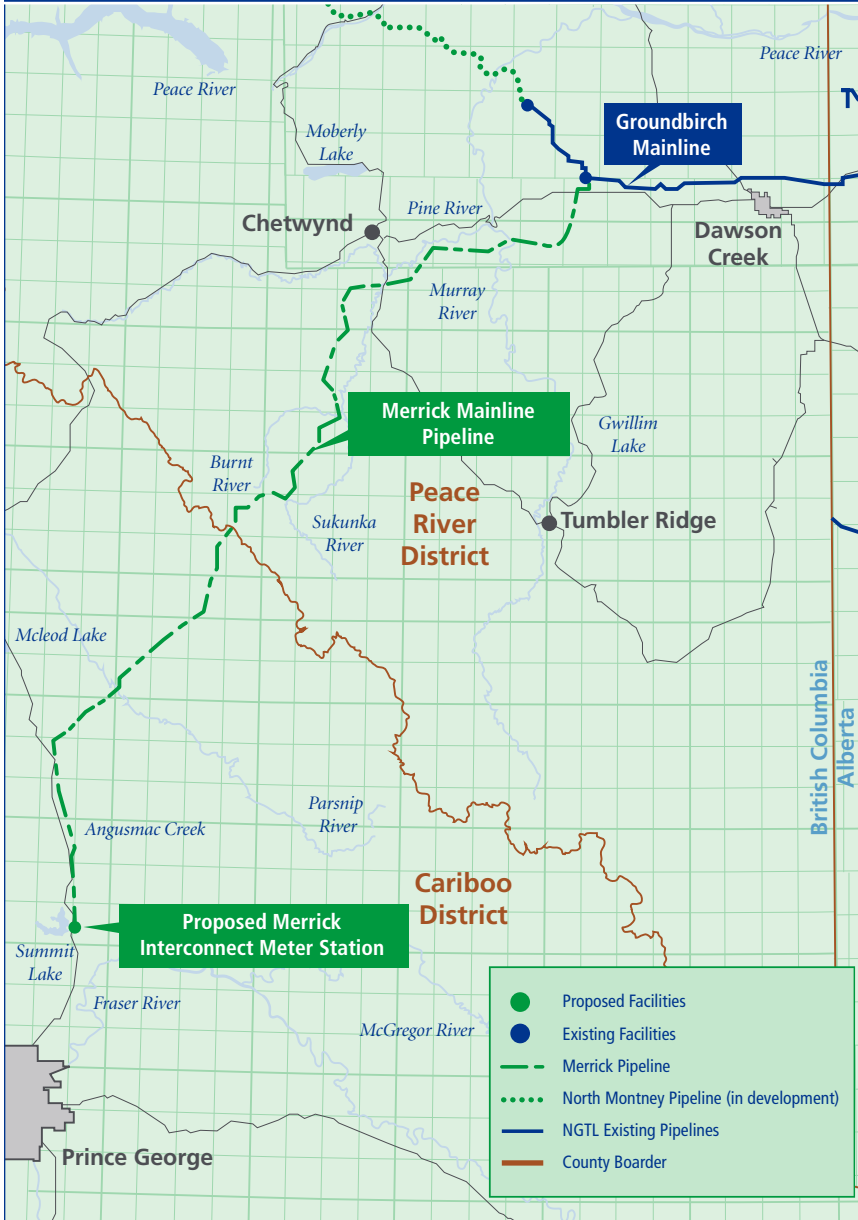 Peace River
Peace River
Groundbirch
Mainline
Moberly
Lake
Pine River
Chetwynd
Dawson
Creek
Murray
River
Merrick Mainline
Pipeline
Gwillim
Lake
Burnt
River
Peace
River
District
Sukunka
River
Tumbler Ridge
Mcleod Lake
British Columbia
Alberta
Parsnip
River
Angusmac Creek
Cariboo
District
Proposed Merrick
Interconnect Meter Station
Summit
Lake
Fraser River
McGregor River
Prince George
Proposed Facilities
Existing Facilities
Merrick Pipeline
North Montney Pipeline (in development)
NGTL Existing Pipelines
County Boarder